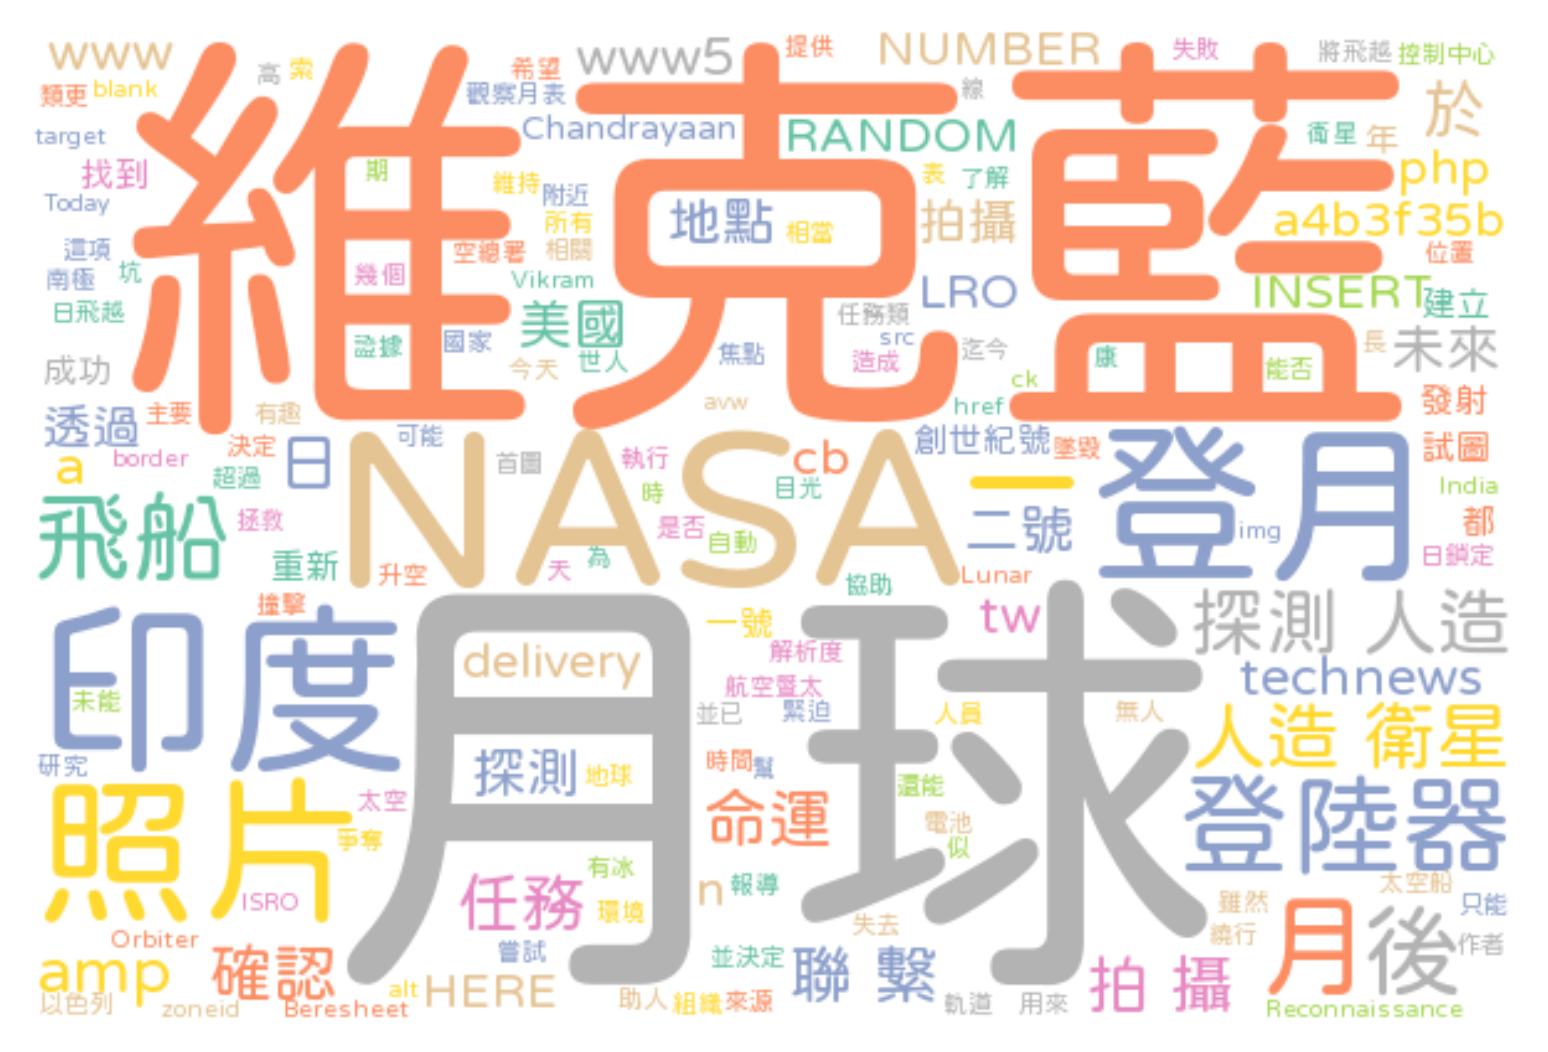 www
www5
提供
NUMBER
失敗
將飛越
控制中心
類更
blank
高
索
希望
觀察月表
維克藍
線
於
target
Chandrayaan
RANDOM
衛星
年
找到
期
維持
附近
表
了解
php
Today
所有
地點
相當
拍攝
a4b3f35b
這項
空總署
相關
位置
南極
坑
幾個
Vikram
LRO
INSERT
建立
日飛越
美國
任務類
證據
國家
世人
焦點
src
造成
迄今
康
能否
長
未來
成功
今天
ck
透過
主要
有趣
avw
href
發射
決定
日
可能
創世紀號
墜毀
試圖
a
border
超過
首圖
NASA
執行
cb
一
登月
India
飛船
拯救
時
目光
是否
自動
二號
img
都
重新
升空
天
為
協助
Lunar
日鎖定
撞擊
月球
一號
tw
探測 人造
印度
delivery
解析度
technews
未能
航空暨太
並已
緊迫
人員
無人
人造 衛星
研究
探測
地球
時間
幫
還能
登陸器
照片
太空
爭奪
命運
電池
似
ISRO
任務
有冰
n
報導
環境
太空船
雖然
只能
Orbiter
嘗試
失去
繞行
月後
作者
amp
確認
並決定
聯 繫
拍 攝
以色列
zoneid
Beresheet
alt
HERE
助人
組織
來源
軌道
用來
Reconnaissance